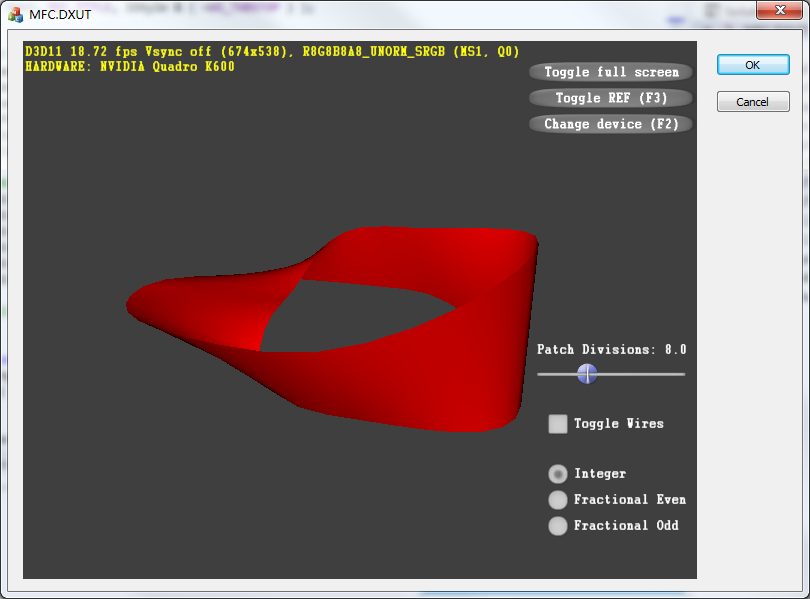 MFC.DXUT
D3D11 18.72 fps Vsync off (674x538), R8G8B8A8_UNORM_SRGB (MS1, Q0)
HARDWARE: NVIDIA Quadro K600
Toggle full screen
Toggle REF (F3)
Change device (F2)
OK
Cancel
Patch Divisions: 8.0
Toggle Wires
Integer
Fractional Even
Fractional Odd